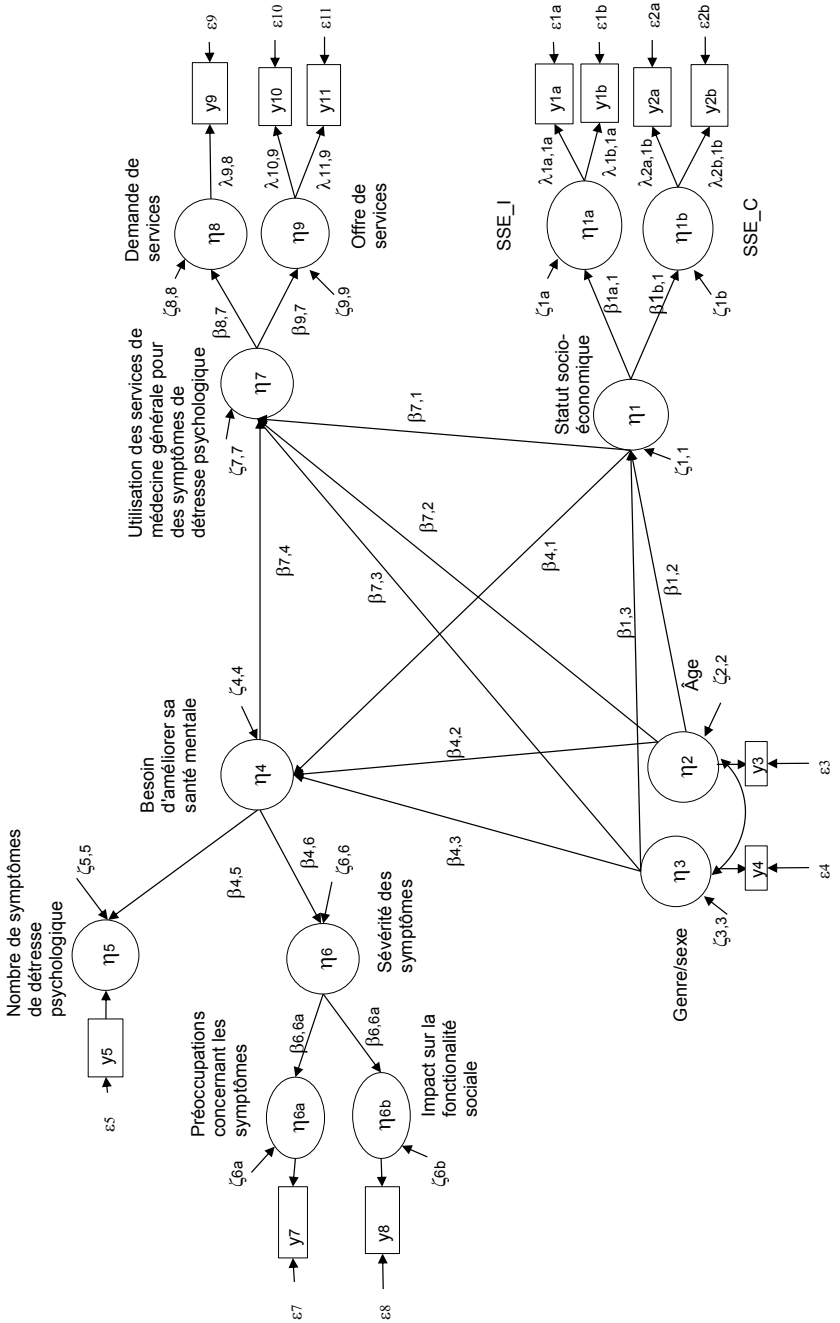 Nombre de symptômes
de détresse
psychologique
ζ5,5
η5
y5
ε5
β4,5
Besoin
d'améliorer sa
santé mentale
ζ4,4
η4
β4,6
ζ6,6
η6
Sévérité des
symptômes
Préoccupations
concernant les
symptômes
β6,6a
β6,6a
η6a
ζ6a
y7
ε7
Impact sur la
fonctionalité
sociale
η6b
ζ6b
y8
ε8
Utilisation des services de
médecine générale pour
des symptômes de
détresse psychologique
ζ7,7
η7
β7,4
β8,7
β9,7
Demande de
services
ζ8,8
η8
λ9,8
y9
ε9
η9
ζ9,9
Offre de
services
λ10,9
λ11,9
y10
ε10
y11
ε11
β7,1
β7,2
β7,3
β4,1
β4,2
β4,3
β1,3
β1,2
Genre/sexe
ζ3,3
η3
y4
ε4
Âge
ζ2,2
η2
y3
ε3
Statut socio-
économique
η1
ζ1,1
β1a,1
β1b,1
SSE_I
ζ1a
η1a
λ1a,1a
λ1b,1a
y1a
ε1a
y1b
ε1b
SSE_C
η1b
ζ1b
λ2a,1b
λ2b,1b
y2a
ε2a
y2b
ε2b